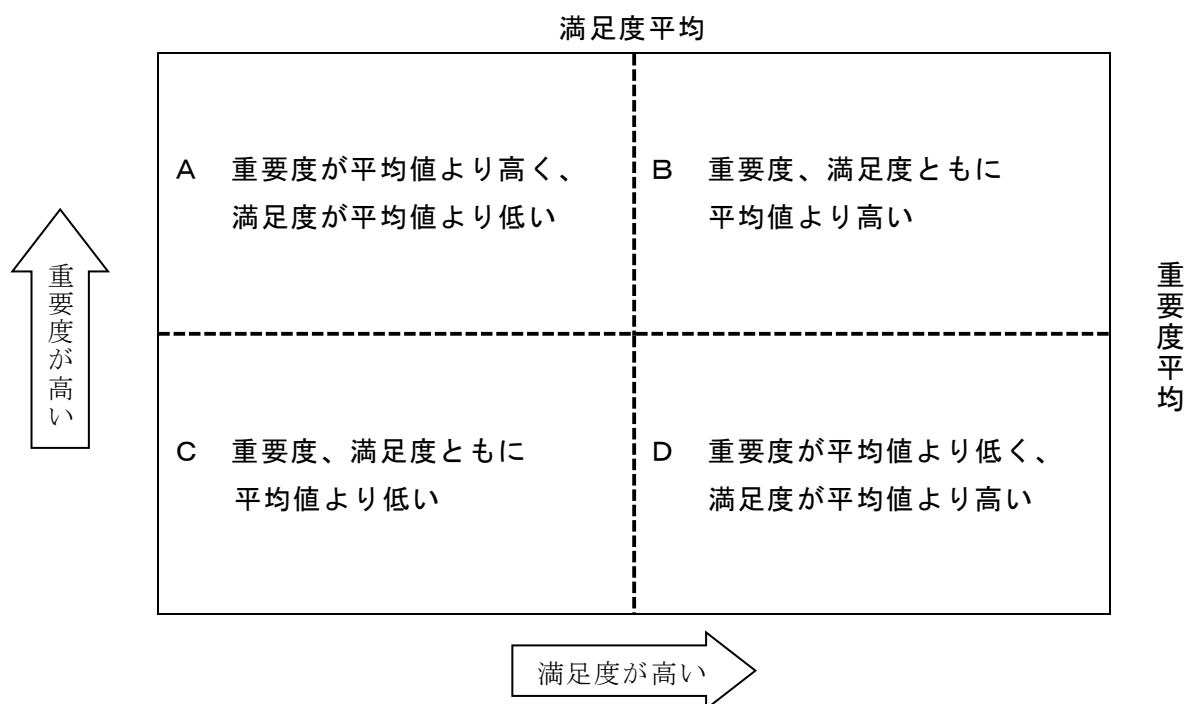 満足度平均
A 重要度が平均値より高く、
満足度が平均値より低い
B 重要度、満足度ともに
平均値より高い
重要度が高い
重要度平均
C 重要度、満足度ともに
平均値より低い
D 重要度が平均値より低く、
満足度が平均値より高い
満足度が高い